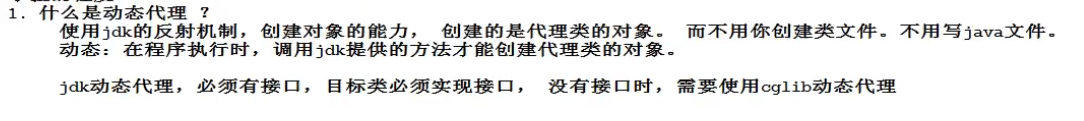 1. 什么是动态代理 ?
使用jdk的反射机制，创建对象的能力， 创建的是代理类的对象。 而不用你创建类文件。不用写java文件。
动态：在程序执行时，调用jdk提供的方法才能创建代理类的对象。
jdk动态代理，必须有接口，目标类必须实现接口， 没有接口时，需要使用cglib动态代理